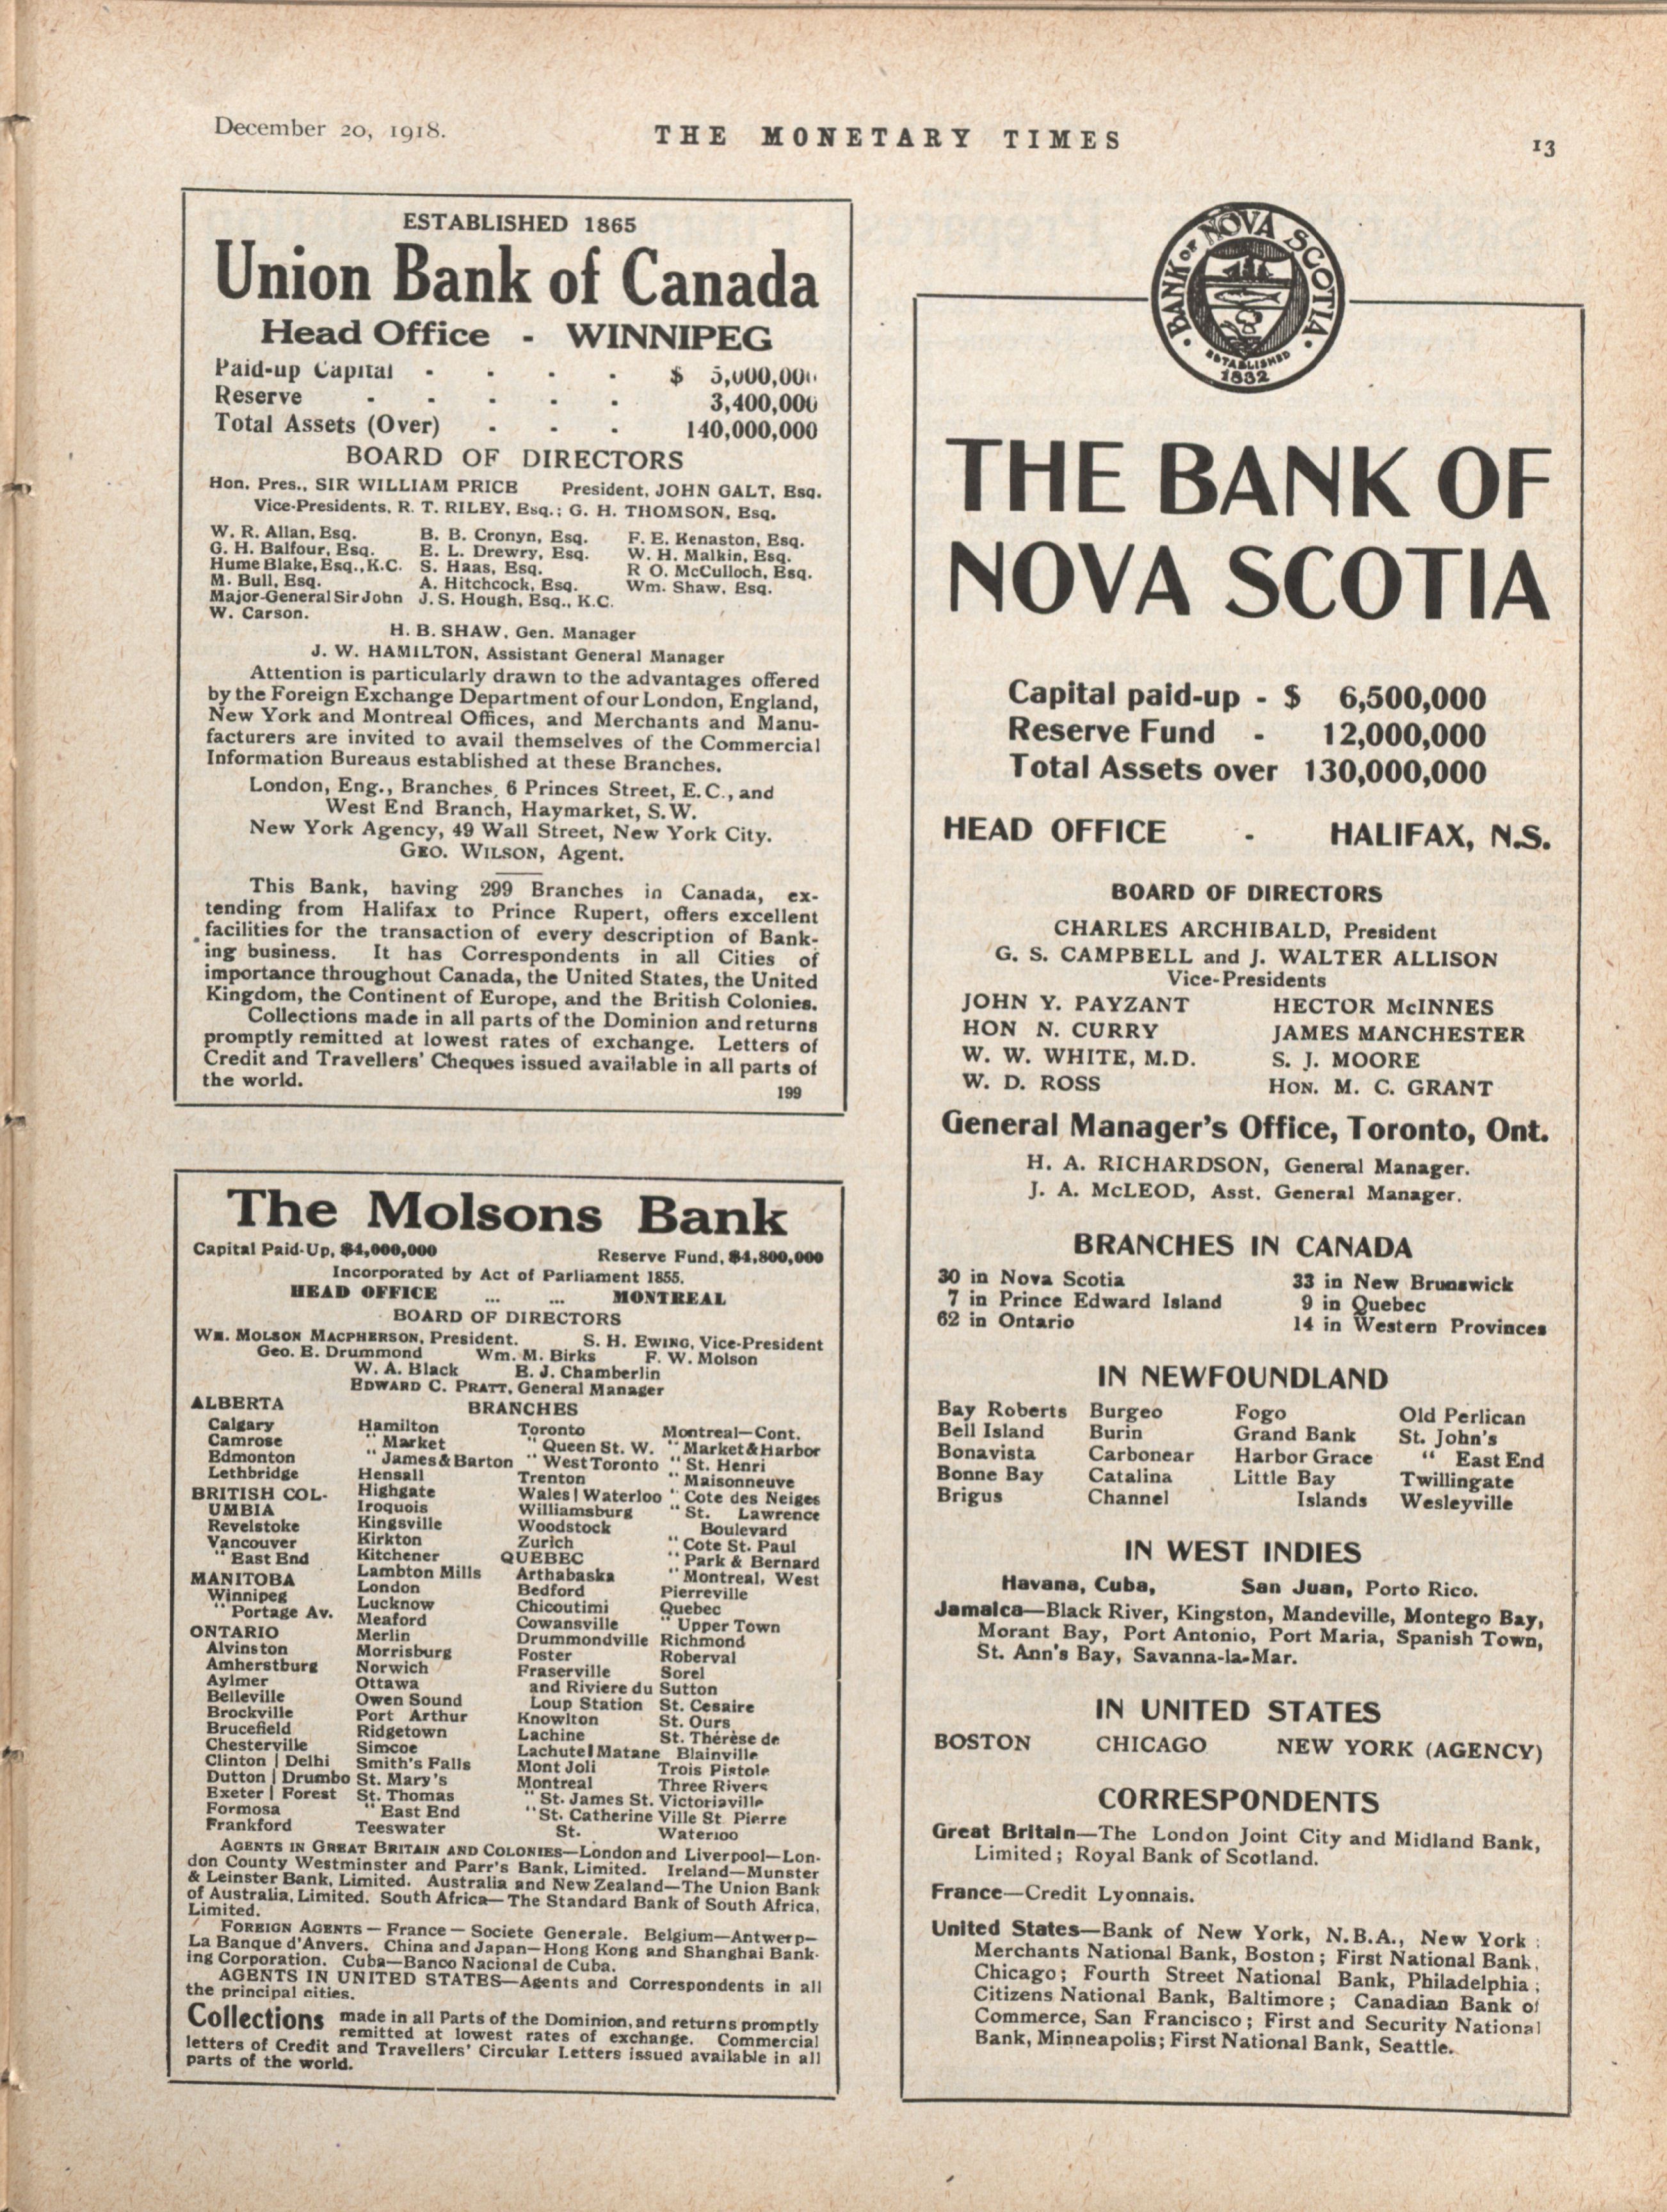 December 20, 1918.
THE MONETARY TIMES
13
ESTABLISHED 1865
Union Bank of Canada
Head Office - WINNIPEG
Paid-up Capital - - - - $ 5,000,000
Reserve - - - - - 3,400,000
Total Assets (Over) - - - 140,000,000
BOARD OF DIRECTORS
Hon. Pres., SIR WILLIAM PRICE President, JOHN GALT, Esq.
Vice-Presidents, R. T. RILEY, Esq.; G. H. THOMSON, Esq.
W. R. Allan, Esq. B. B. Cronyn, Esq. F. E. Kenaston, Esq.
G. H. Balfour, Esq. E. L. Drewry, Esq. W. H. Malkin, Esq.
Hume Blake, Esq., K.C. S. Haas, Esq. R O. McCulloch, Esq.
M. Bull, Esq. A. Hitchcock, Esq. Wm. Shaw, Esq.
Major-General Sir John J. S. Hough, Esq., K.C.
W. Carson.
H. B. SHAW, Gen. Manager
J. W. HAMILTON, Assistant General Manager
Attention is particularly drawn to the advantages offered
by the Foreign Exchange Department of our London, England,
New York and Montreal Offices, and Merchants and Manu-
facturers are invited to avail themselves of the Commercial
Information Bureaus established at these Branches.
London, Eng., Branches, 6 Princes Street, E.C., and
West End Branch, Haymarket, S.W.
New York Agency, 49 Wall Street, New York City.
GEO. WILSON, Agent.
This Bank, having 299 Branches in Canada, ex-
tending from Halifax to Prince Rupert, offers excellent
facilities for the transaction of every description of Bank-
ing business. It has Correspondents in all Cities of
importance throughout Canada, the United States, the United
Kingdom, the Continent of Europe, and the British Colonies.
Collections made in all parts of the Dominion and returns
promptly remitted at lowest rates of exchange. Letters of
Credit and Travellers' Cheques issued available in all parts of
the world.
199
The Molsons Bank
Capital Paid-Up, $4,000,000 Reserve Fund, $4,800,000
Incorporated by Act of Parliament 1855.
HEAD OFFICE ... ... MONTREAL
BOARD OF DIRECTORS
WM. MOLSON MACPHERSON, President. S. H. EWING, Vice-President
Geo. E. Drummond Wm. M. Birks F. W. Molson
W. A. Black E. J. Chamberlin
EDWARD C. PRATT, General Manager
BRANCHES
ALBERTA
Calgary
Camrose
Edmonton
Lethbridge
BRITISH COL-
UMBIA
Revelstoke
Vancouver
" East End
MANITOBA
Winnipeg
" Portage Av.
ONTARIO
Alvinston
Amherstburg
Aylmer
Belleville
Brockville
Brucefield
Chesterville
Clinton | Delhi
Dutton | Drumbo
Exeter | Forest
Formosa
Frankford
Hamilton
" Market
" James & Barton
Hensall
Highgate
Iroquois
Kingsville
Kirkton
Kitchener
Lambton Mills
London
Lucknow
Meaford
Merlin
Morrisburg
Norwich
Ottawa
Owen Sound
Port Arthur
Ridgetown
Simcoe
Smith's Falls
St. Mary's
St. Thomas
" East End
Teeswater
Toronto
" Queen St. W.
" West Toronto
Trenton
Wales | Waterloo
Williamsburg
Woodstock
Zurich
QUEBEC
Arthabaska
Bedford
Chicoutimi
Cowansville
Drummondville
Foster
Fraserville
and Riviere du
Loup Station
Knowlton
Lachine
Lachute | Matane
Mont Joli
Montreal
" St. James St.
" St. Catherine
St.
Montreal—Cont.
" Market & Harbor
" St. Henri
" Maisonneuve
" Cote des Neiges
" St. Lawrence
Boulevard
" Cote St. Paul
" Park & Bernard
" Montreal, West
Pierreville
Quebec
" Upper Town
Richmond
Roberval
Sorel
Sutton
St. Cesaire
St. Ours
St. Thérèse de
Blainville
Trois Pistole
Three Rivers
Victoriaville
Ville St. Pierre
Waterloo
AGENTS IN GREAT BRITAIN AND COLONIES—London and Liverpool—Lon-
don County Westminster and Parr's Bank, Limited. Ireland—Munster
& Leinster Bank, Limited. Australia and New Zealand—The Union Bank
of Australia, Limited. South Africa—The Standard Bank of South Africa,
Limited.
FOREIGN AGENTS — France — Societe Generale. Belgium—Antwerp—
La Banque d'Anvers. China and Japan—Hong Kong and Shanghai Bank-
ing Corporation. Cuba—Banco Nacional de Cuba.
AGENTS IN UNITED STATES—Agents and Correspondents in all
the principal cities.
Collections made in all Parts of the Dominion, and returns promptly
remitted at lowest rates of exchange. Commercial
letters of Credit and Travellers' Circular Letters issued available in all
parts of the world.
BANK OF NOVA SCOTIA
ESTABLISHED
1832
THE BANK OF
NOVA SCOTIA
Capital paid-up - $ 6,500,000
Reserve Fund - 12,000,000
Total Assets over 130,000,000
HEAD OFFICE - HALIFAX, N.S.
BOARD OF DIRECTORS
CHARLES ARCHIBALD, President
G. S. CAMPBELL and J. WALTER ALLISON
Vice-Presidents
JOHN Y. PAYZANT HECTOR McINNES
HON N. CURRY JAMES MANCHESTER
W. W. WHITE, M.D. S. J. MOORE
W. D. ROSS HON. M. C. GRANT
General Manager's Office, Toronto, Ont.
H. A. RICHARDSON, General Manager.
J. A. McLEOD, Asst. General Manager.
BRANCHES IN CANADA
30 in Nova Scotia 33 in New Brunswick
7 in Prince Edward Island 9 in Quebec
62 in Ontario 14 in Western Provinces
IN NEWFOUNDLAND
Bay Roberts Burgeo Fogo Old Perlican
Bell Island Burin Grand Bank St. John's
Bonavista Carbonear Harbor Grace " East End
Bonne Bay Catalina Little Bay Twillingate
Brigus Channel Islands Wesleyville
IN WEST INDIES
Havana, Cuba, San Juan, Porto Rico.
Jamaica—Black River, Kingston, Mandeville, Montego Bay,
Morant Bay, Port Antonio, Port Maria, Spanish Town,
St. Ann's Bay, Savanna-la-Mar.
IN UNITED STATES
BOSTON CHICAGO NEW YORK (AGENCY)
CORRESPONDENTS
Great Britain—The London Joint City and Midland Bank,
Limited; Royal Bank of Scotland.
France—Credit Lyonnais.
United States—Bank of New York, N.B.A., New York;
Merchants National Bank, Boston; First National Bank,
Chicago; Fourth Street National Bank, Philadelphia;
Citizens National Bank, Baltimore; Canadian Bank of
Commerce, San Francisco; First and Security National
Bank, Minneapolis; First National Bank, Seattle.